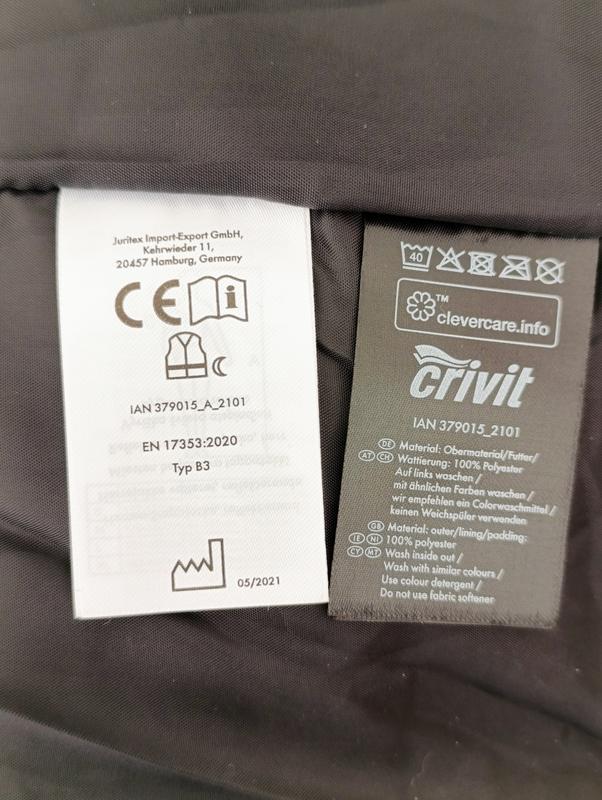 Juritex Import-Export GmbH,
Kehrwieder 11,
20457 Hamburg, Germany
CE
IAN 379015_A_2101
EN 17353:2020
Typ B3
05/2021
40
TM
clevercare.info
crivit
IAN 379015_2101
DE Material: Obermaterial/Futter/
AT CH Wattierung: 100% Polyester
Auf links waschen /
mit ähnlichen Farben waschen /
wir empfehlen ein Colorwaschmittel /
keinen Weichspüler verwenden
GB Material: outer/lining/padding:
IE NI 100% polyester
CY MT Wash inside out /
Wash with similar colours /
Use colour detergent /
Do not use fabric softener